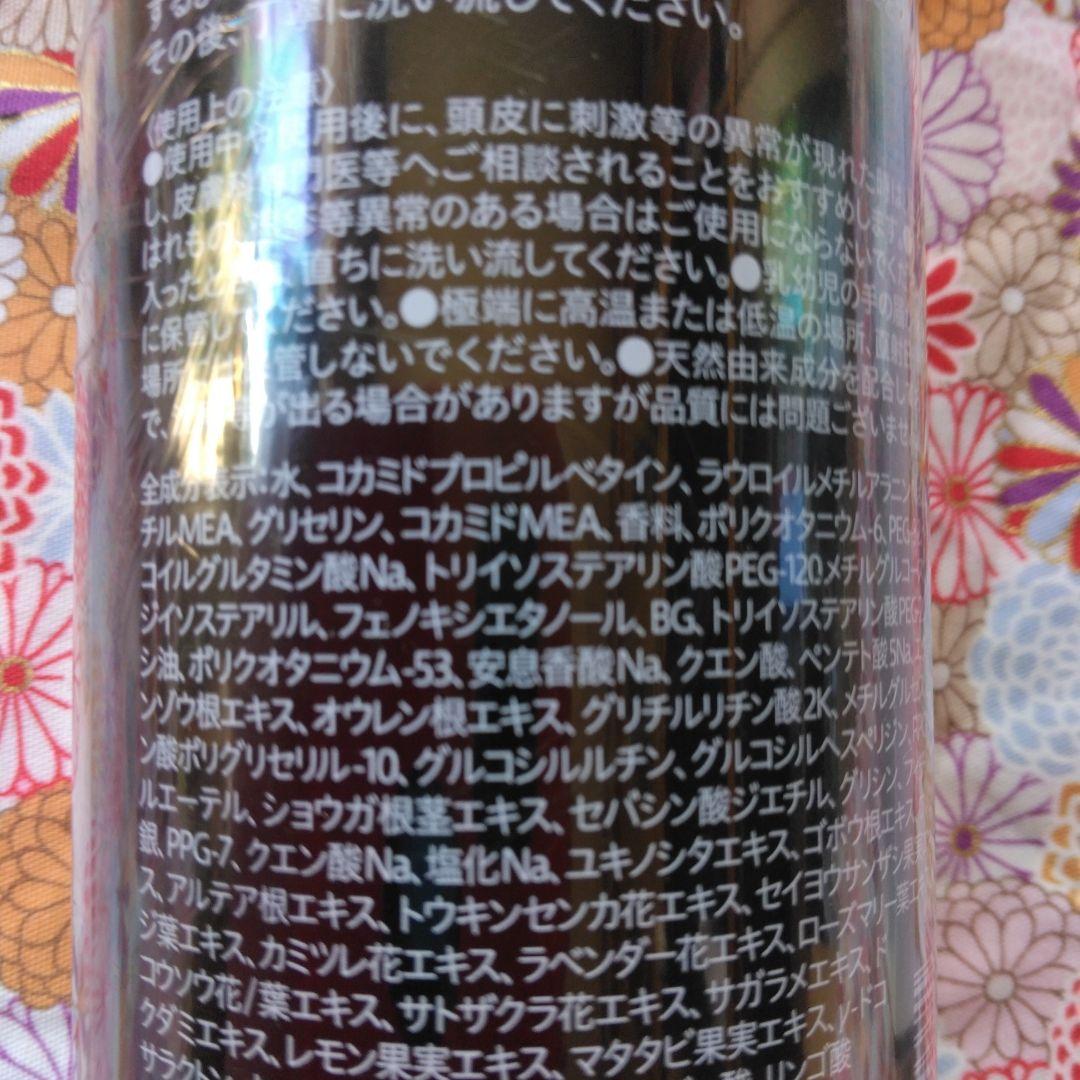 に洗い流してください。
その後、
使用後に、頭皮に刺激等の異常が現れた
し、皮膚 医等へご相談されることをおすすめします。
はれもの 等異常のある場合はご使用にならないでください
入った 直ちに洗い流してください。●乳幼児の手の
に保管してください。●極端に高温または低温の場所、
場所 管しないでください。●天然由来成分を配合して
で、 が出る場合がありますが品質には問題ございません
全成分表示:水、コカミドプロピルベタイン、ラウロイルメチルアラニン
チルMEA、グリセリン、コカミドMEA、香料、ポリクオタニウム-6、PEG-
コイルグルタミン酸Na、トリイソステアリン酸PEG-120メチルグルコー
ジイソステアリル、フェノキシエタノール、BG、トリイソステアリン酸PEG-
シ油、ポリクオタニウム-53、安息香酸Na、クエン酸、ペンテト酸5Na、
ンゾウ根エキス、オウレン根エキス、グリチルリチン酸2K、メチルグルセ
ン酸ポリグリセリル-10、グルコシルルチン、グルコシルヘスペリジン、
ルエーテル、ショウガ根茎エキス、セバシン酸ジエチル、グリシン、
銀、PPG-7、クエン酸Na、塩化Na、ユキノシタエキス、ゴボウ根エキス、
ス、アルテア根エキス、トウキンセンカ花エキス、セイヨウサンザシ果実
ジ葉エキス、カミツレ花エキス、ラベンダー花エキス、ローズマリー葉エ
コウソウ花/葉エキス、サトザクラ花エキス、サガラメエキス、ド
クダミエキス、レモン果実エキス、マタタビ果実エキス、γ-ドコ
サラクトン、 リンゴ酸